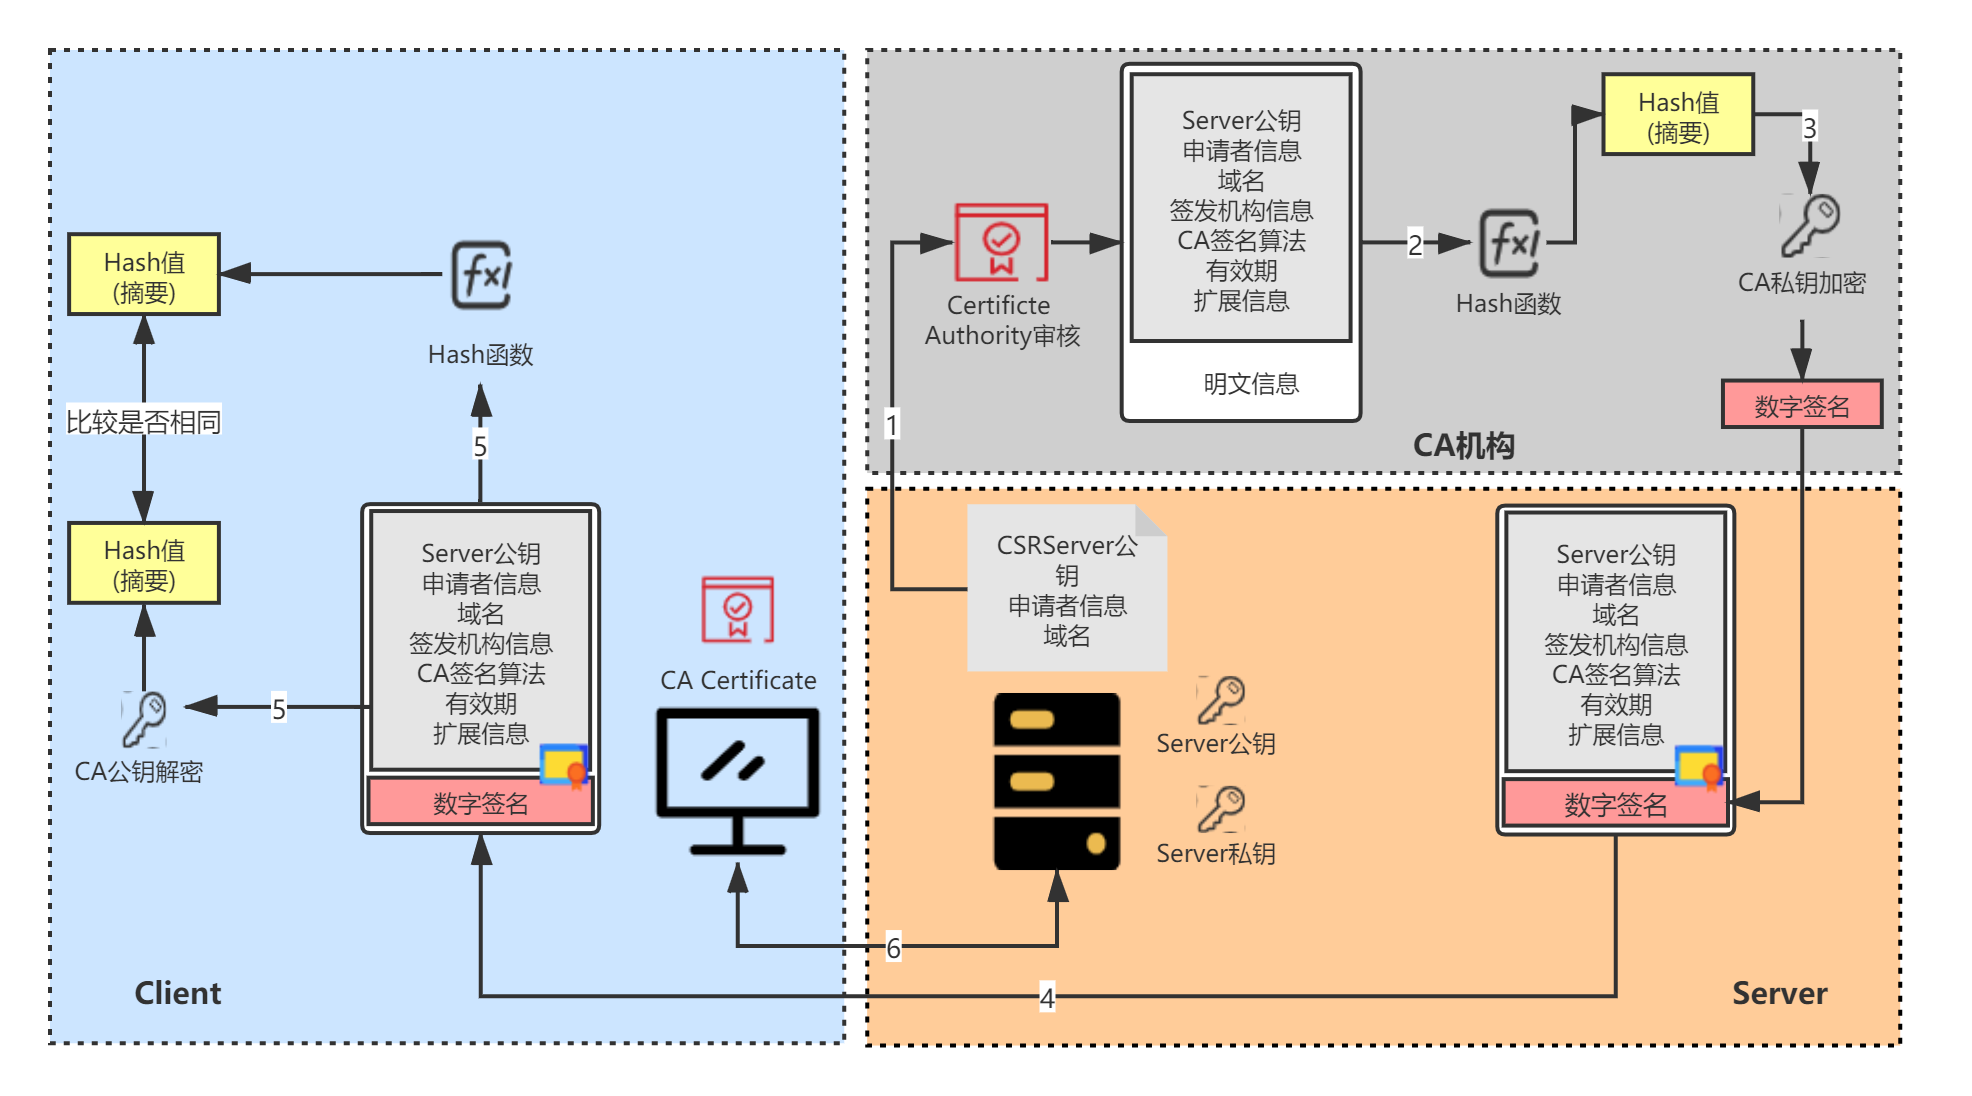 Hash值
(摘要)
Hash函数
比较是否相同
5
Hash值
(摘要)
5
CA公钥解密
Server公钥
申请者信息
域名
签发机构信息
CA签名算法
有效期
扩展信息
数字签名
CA Certificate
Client
1
Certificte
Authority审核
Server公钥
申请者信息
域名
签发机构信息
CA签名算法
有效期
扩展信息
明文信息
2
Hash函数
Hash值
(摘要)
3
CA私钥加密
数字签名
CA机构
CSRServer公
钥
申请者信息
域名
Server公钥
Server私钥
Server公钥
申请者信息
域名
签发机构信息
CA签名算法
有效期
扩展信息
数字签名
6
4
Server